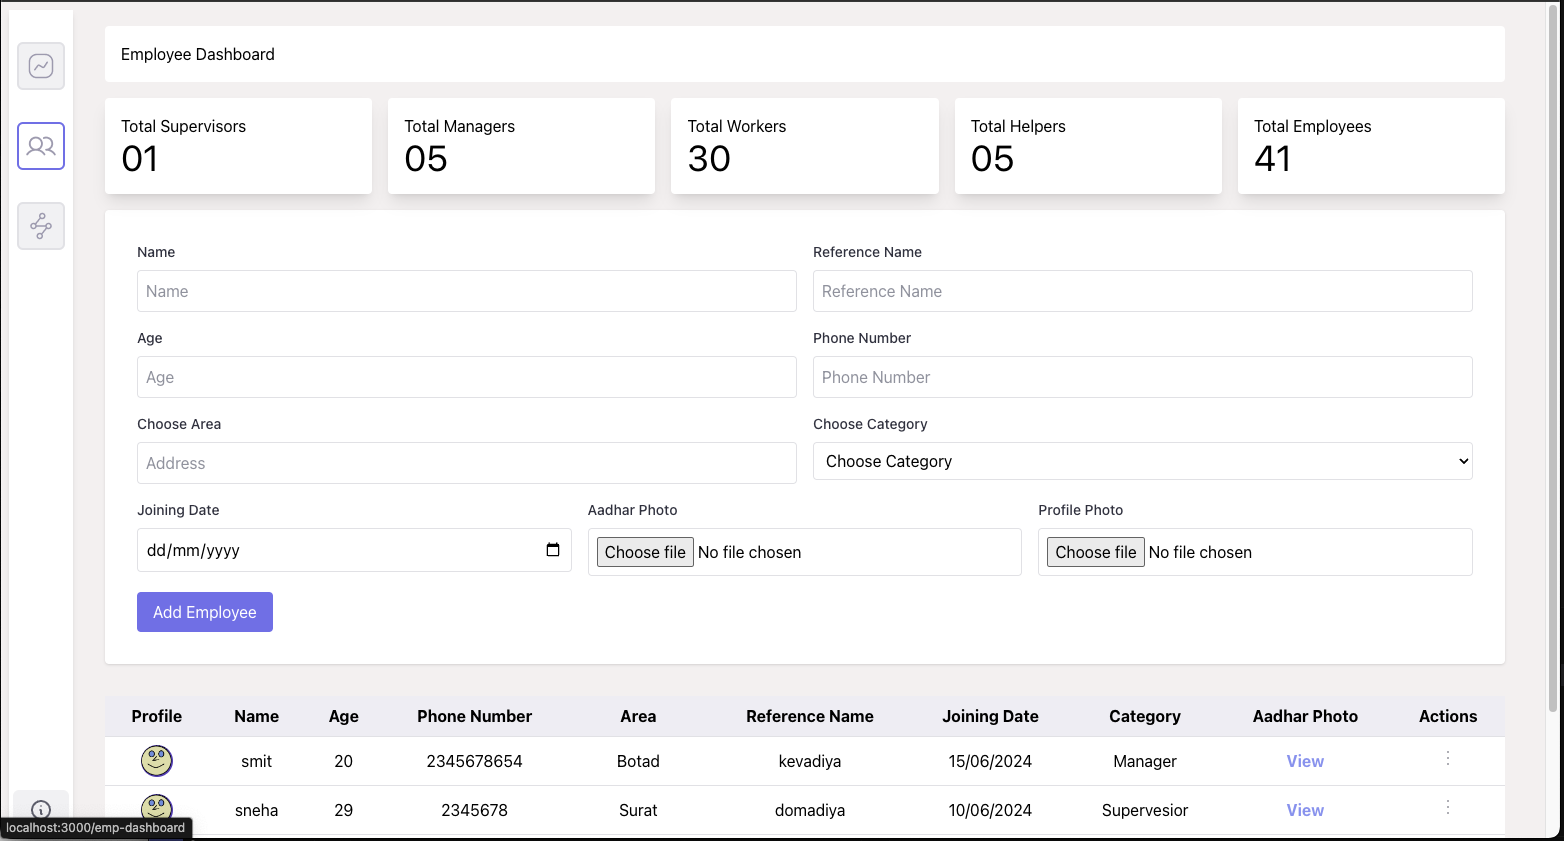 Employee Dashboard
Total Supervisors Total Managers Total Workers Total Helpers Total Employees
01 05 30 05 41
Name Reference Name
Name Reference Name
Age Phone Number
Age Phone Number
Choose Area Choose Category
Address Choose Category
Joining Date Aadhar Photo Profile Photo
dd/mm/yyyy Choose file No file chosen Choose file No file chosen
Add Employee
Profile Name Age Phone Number Area Reference Name Joining Date Category Aadhar Photo Actions
smit 20 2345678654 Botad kevadiya 15/06/2024 Manager View
sneha 29 2345678 Surat domadiya 10/06/2024 Supervesior View
localhost:3000/emp-dashboard